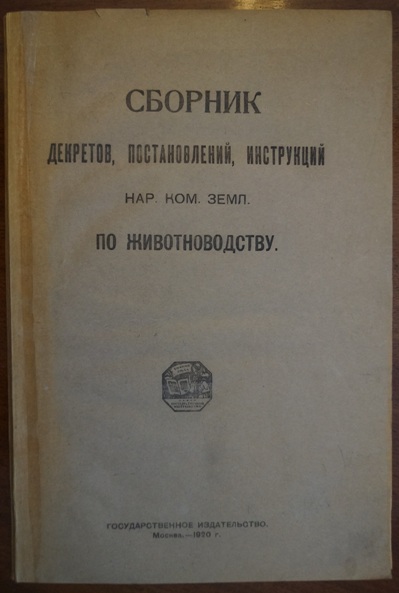 СБОРНИК
ДЕКРЕТОВ, ПОСТАНОВЛЕНИЙ, ИНСТРУКЦИЙ
НАР. КОМ. ЗЕМЛ.
ПО ЖИВОТНОВОДСТВУ.
ГОСУДАРСТВЕННОЕ ИЗДАТЕЛЬСТВО.
Москва.—1920 г.